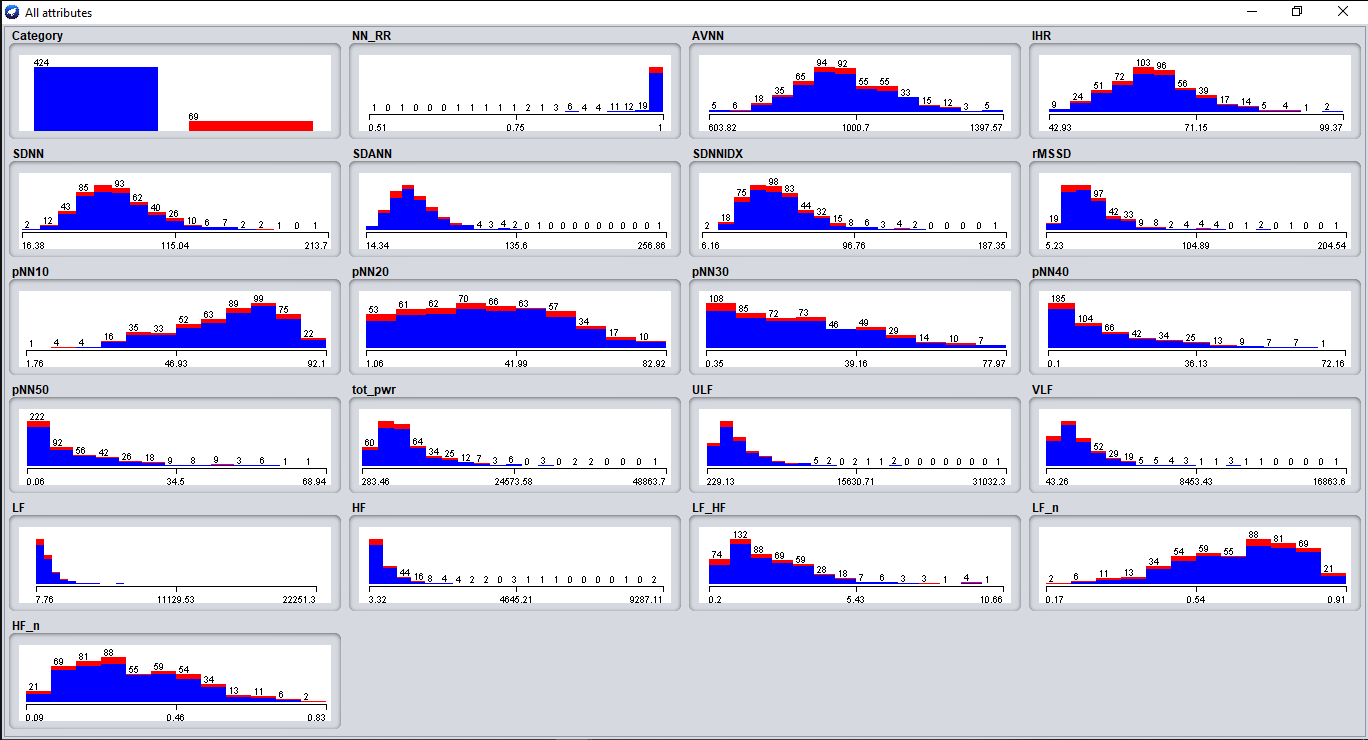 All attributes
Category
424
69
NN_RR
1 0 1 0 0 0 1 1 1 1 2 1 3 6 4 4 11 12 19
0.51 0.75 1
AVNN
5 6 18 35 65 94 92 55 55 33 15 12 3 5
603.82 1000.7 1397.57
IHR
9 24 51 72 103 96 56 39 17 14 5 4 1 2
42.93 71.15 99.37
SDNN
2 12 43 85 93 62 40 26 10 6 7 2 2 1 0 1
16.38 115.04 213.7
SDANN
4 3 4 2 0 1 0 0 0 0 0 0 0 0 1
14.34 135.6 256.86
SDNNIDX
2 18 75 98 83 44 32 15 8 6 3 4 2 0 0 0 0 0 1
6.16 96.76 187.35
rMSSD
19 97 42 33 9 8 2 4 4 4 0 1 2 0 1 0 0 1
5.23 104.89 204.54
pNN10
1 4 4 16 35 33 52 63 89 99 75 22
1.76 46.93 92.1
pNN20
53 61 62 70 66 63 57 34 17 10
1.06 41.99 82.92
pNN30
108 85 72 73 46 49 29 14 10 7
0.35 39.16 77.97
pNN40
185 104 66 42 34 25 13 9 7 7 1
0.1 36.13 72.16
pNN50
222 92 56 42 26 18 9 8 9 3 6 1 1
0.06 34.5 68.94
tot_pwr
60 64 34 25 12 7 3 6 0 3 0 2 2 0 0 0 1
283.46 24573.58 48863.7
ULF
5 2 0 2 1 1 2 0 0 0 0 0 0 1
229.13 15630.71 31032.3
VLF
52 29 19 5 5 4 3 1 1 3 1 1 0 0 0 0 1
43.26 8453.43 16863.6
LF
7.76 11129.53 22251.3
HF
44 16 8 4 4 2 2 0 3 1 1 1 0 0 0 0 1 0 2
3.32 4645.21 9287.11
LF_HF
74 132 88 69 59 28 18 7 6 3 3 1 4 1
0.2 5.43 10.66
LF_n
2 6 11 13 34 54 59 55 88 81 69 21
0.17 0.54 0.91
HF_n
21 69 81 88 55 59 54 34 13 11 6 2
0.09 0.46 0.83